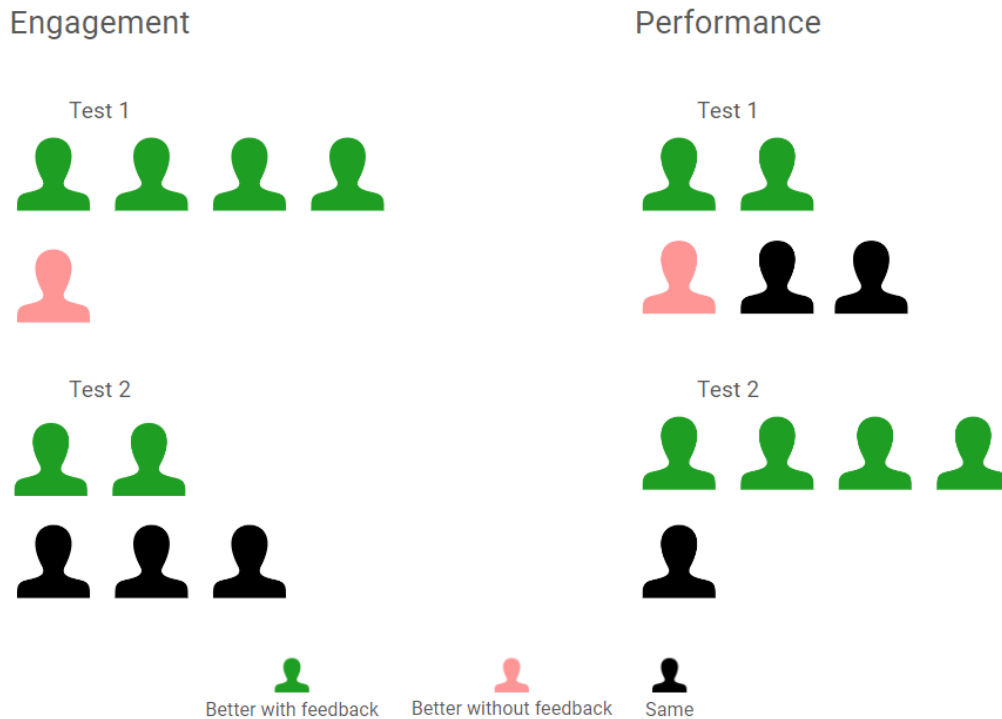 Engagement
Performance
Test 1
Test 1
Test 2
Test 2
Better with feedback
Better without feedback
Same